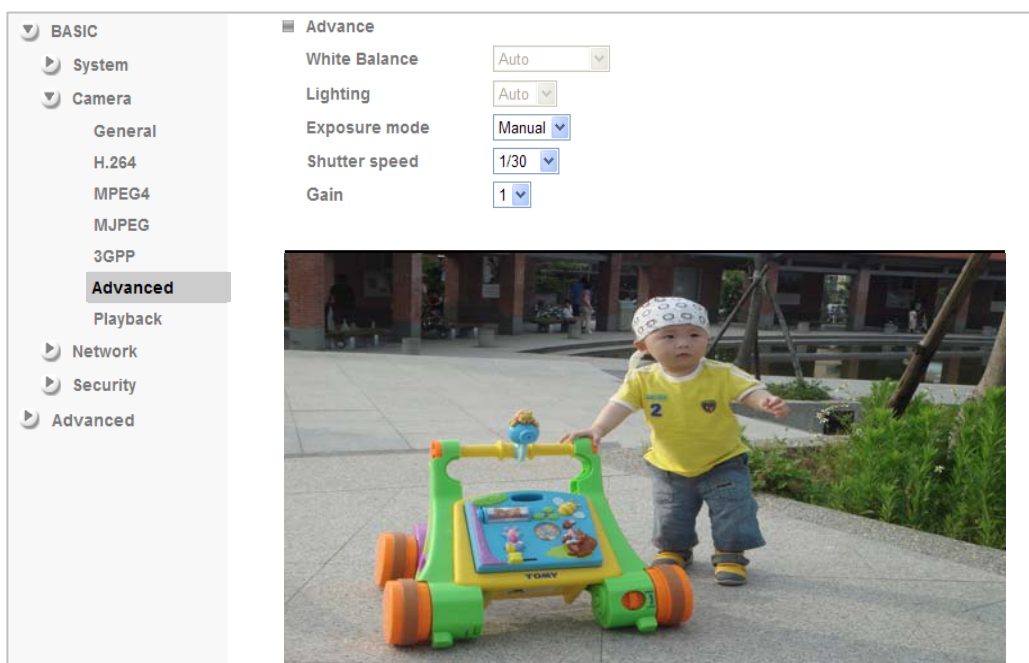 BASIC
System
Camera
General
H.264
MPEG4
MJPEG
3GPP
Advanced
Playback
Network
Security
Advanced
Advance
White Balance Auto
Lighting Auto
Exposure mode Manual
Shutter speed 1/30
Gain 1
2
TOMY